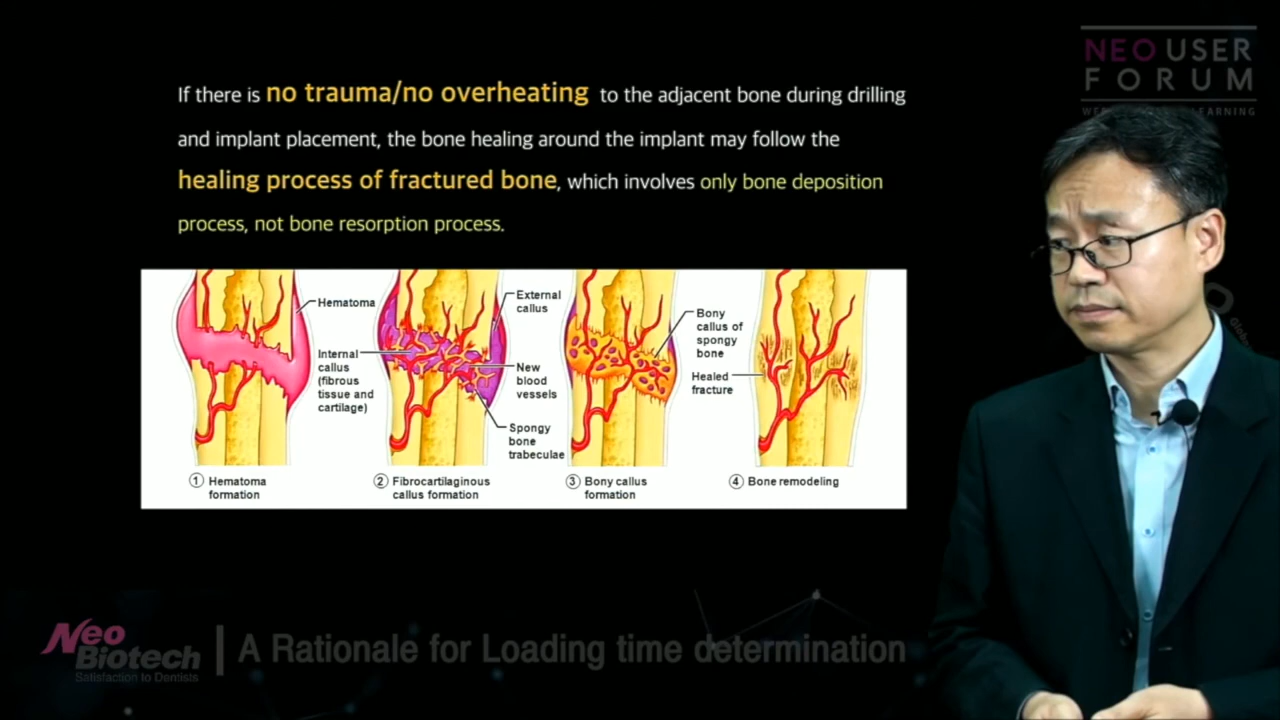 NEO USER
FORUM
If there is no trauma/no overheating to the adjacent bone during drilling
and implant placement, the bone healing around the implant may follow the
healing process of fractured bone, which involves only bone deposition
process, not bone resorption process.
Hematoma
Internal
callus
(fibrous
tissue and
cartilage)
External
callus
New
blood
vessels
Spongy
bone
trabeculae
Bony
callus of
spongy
bone
Healed
fracture
① Hematoma
formation
② Fibrocartilaginous
callus formation
③ Bony callus
formation
④ Bone remodeling
Neo
Biotech
Satisfaction to Dentists
A Rationale for Loading time determination